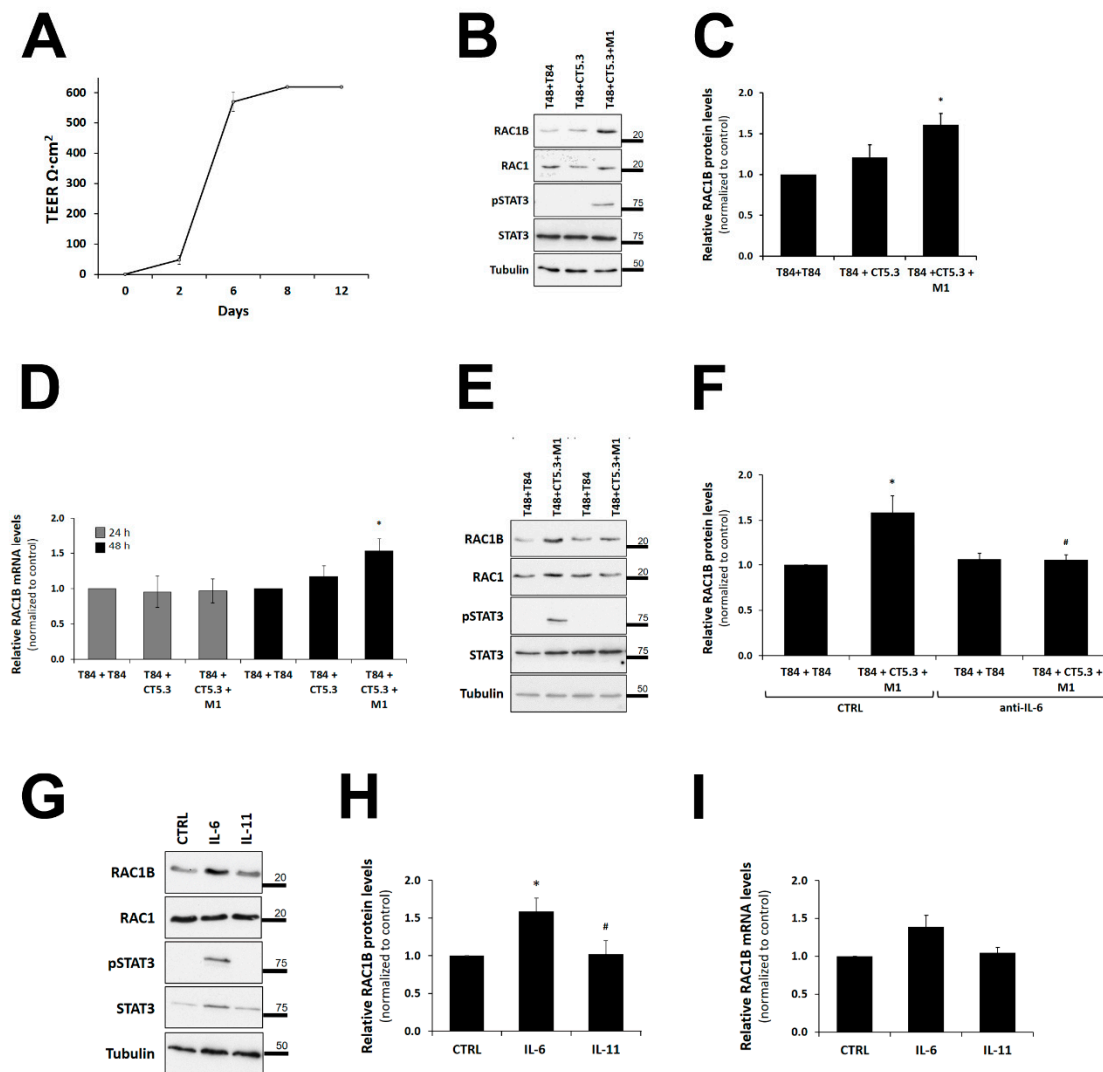 A
TEER Ω·cm²
600
500
400
300
200
100
0
0 2 6 8 12
Days
B
T48+T84
T48+CT5.3
T48+CT5.3+M1
RAC1B
20
RAC1
20
pSTAT3
75
STAT3
75
Tubulin
50
C
Relative RAC1B protein levels
(normalized to control)
2.0
1.5
1.0
0.5
0.0
*
T84+T84
T84 + CT5.3
T84 +CT5.3 +
M1
D
Relative RAC1B mRNA levels
(normalized to control)
2.0
1.5
1.0
0.5
0.0
24 h
48 h
*
T84 + T84
T84 +
CT5.3
T84 +
CT5.3 +
M1
T84 + T84
T84 +
CT5.3
T84 +
CT5.3 +
M1
E
T48+T84
T48+CT5.3+M1
T48+T84
T48+CT5.3+M1
RAC1B
20
RAC1
20
pSTAT3
75
STAT3
75
Tubulin
50
F
Relative RAC1B protein levels
(normalized to control)
2.0
1.5
1.0
0.5
0.0
*
#
T84 + T84
T84 + CT5.3 +
M1
T84 + T84
T84 + CT5.3 +
M1
CTRL
anti-IL-6
G
CTRL
IL-6
IL-11
RAC1B
20
RAC1
20
pSTAT3
75
STAT3
75
Tubulin
50
H
Relative RAC1B protein levels
(normalized to control)
2.0
1.5
1.0
0.5
0.0
*
#
CTRL
IL-6
IL-11
I
Relative RAC1B mRNA levels
(normalized to control)
2.0
1.5
1.0
0.5
0.0
CTRL
IL-6
IL-11